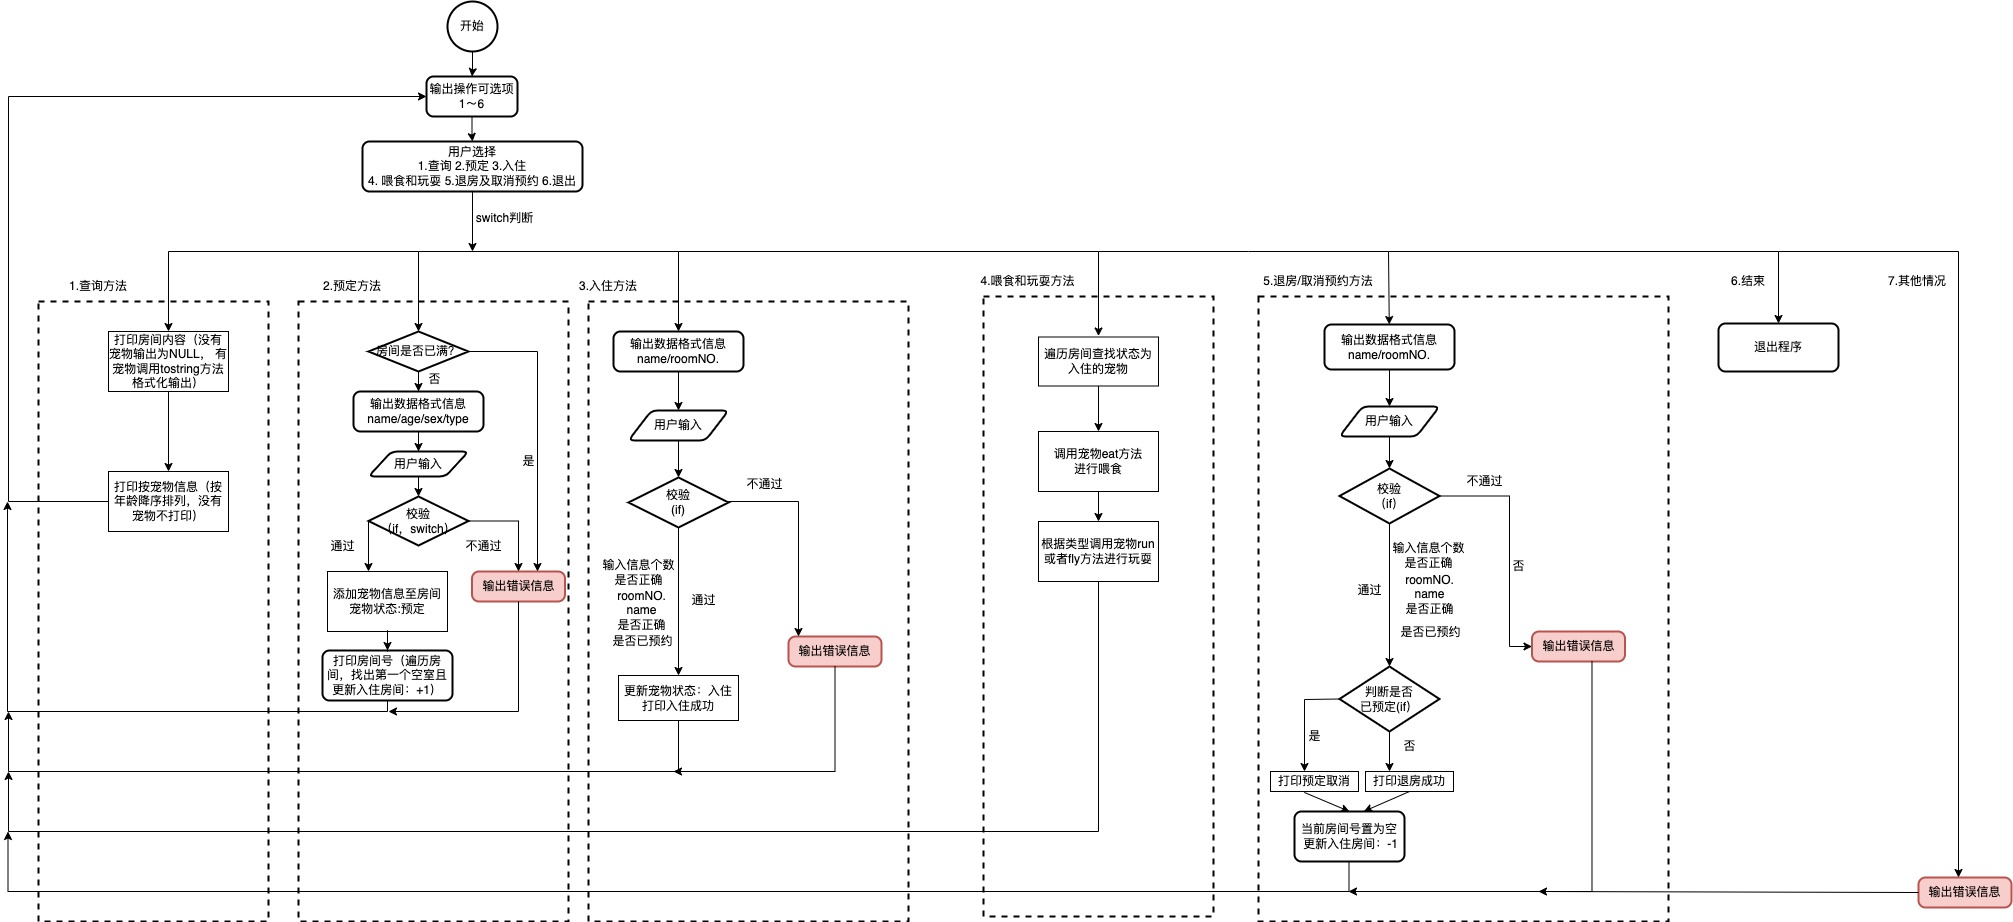 开始
输出操作可选项
1～6
用户选择
1.查询 2.预定 3.入住
4. 喂食和玩耍 5.退房及取消预约 6.退出
switch判断
1.查询方法
打印房间内容（没有
宠物输出为NULL， 有
宠物调用tostring方法
格式化输出）
打印按宠物信息（按
年龄降序排列，没有
宠物不打印）
2.预定方法
房间是否已满？
否
是
输出数据格式信息
name/age/sex/type
用户输入
校验
（if，switch）
通过
不通过
添加宠物信息至房间
宠物状态:预定
输出错误信息
打印房间号（遍历房
间，找出第一个空室且
更新入住房间：+1）
3.入住方法
输出数据格式信息
name/roomNO.
用户输入
校验
(if)
不通过
输入信息个数
是否正确
roomNO.
name
是否正确
是否已预约
通过
输出错误信息
更新宠物状态：入住
打印入住成功
4.喂食和玩耍方法
遍历房间查找状态为
入住的宠物
调用宠物eat方法
进行喂食
根据类型调用宠物run
或者fly方法进行玩耍
5.退房/取消预约方法
输出数据格式信息
name/roomNO.
用户输入
校验
(if)
不通过
否
通过
输入信息个数
是否正确
roomNO.
name
是否正确
是否已预约
输出错误信息
判断是否
已预定(if）
是
否
打印预定取消
打印退房成功
当前房间号置为空
更新入住房间：-1
6.结束
退出程序
7.其他情况
输出错误信息